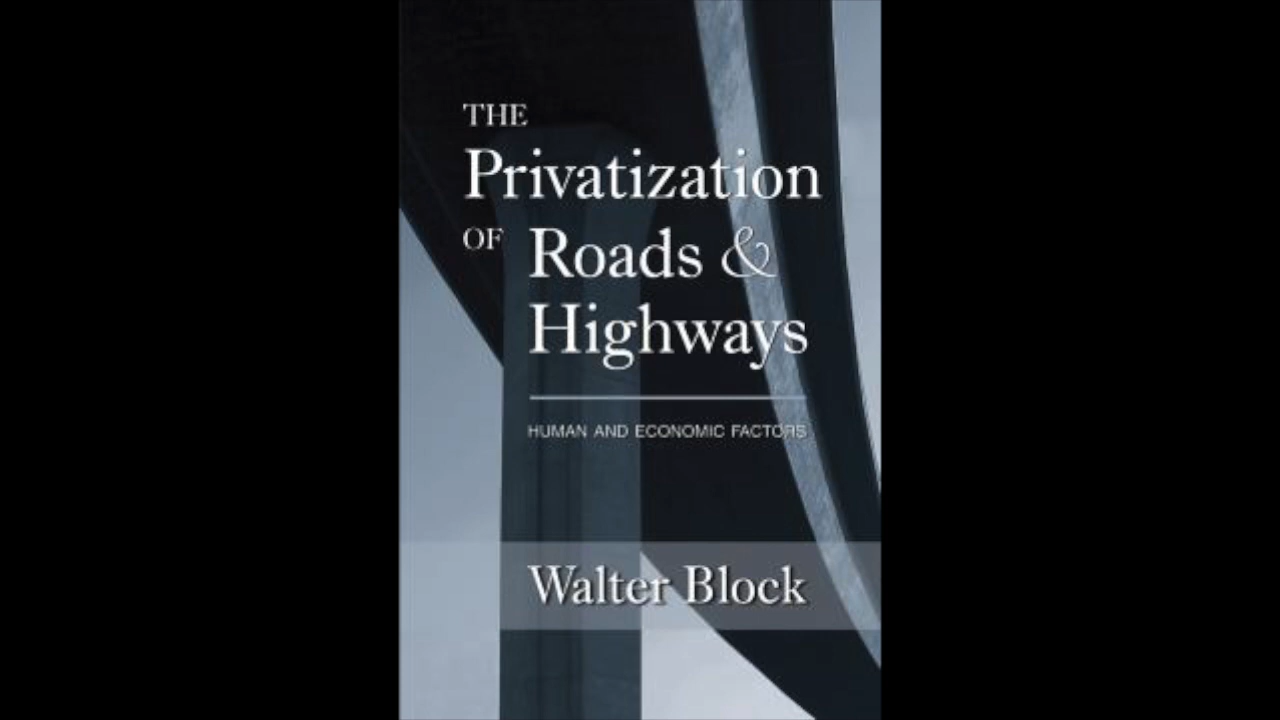 THE
Privatization
OF Roads &
Highways
HUMAN AND ECONOMIC FACTORS
Walter Block